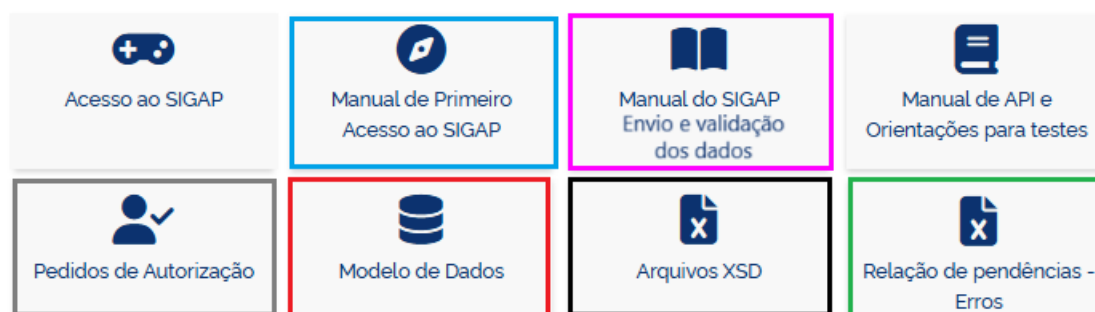 Acesso ao SIGAP
Manual de Primeiro
Acesso ao SIGAP
Manual do SIGAP
Envio e validação
dos dados
Manual de API e
Orientações para testes
Pedidos de Autorização
Modelo de Dados
Arquivos XSD
Relação de pendências -
Erros